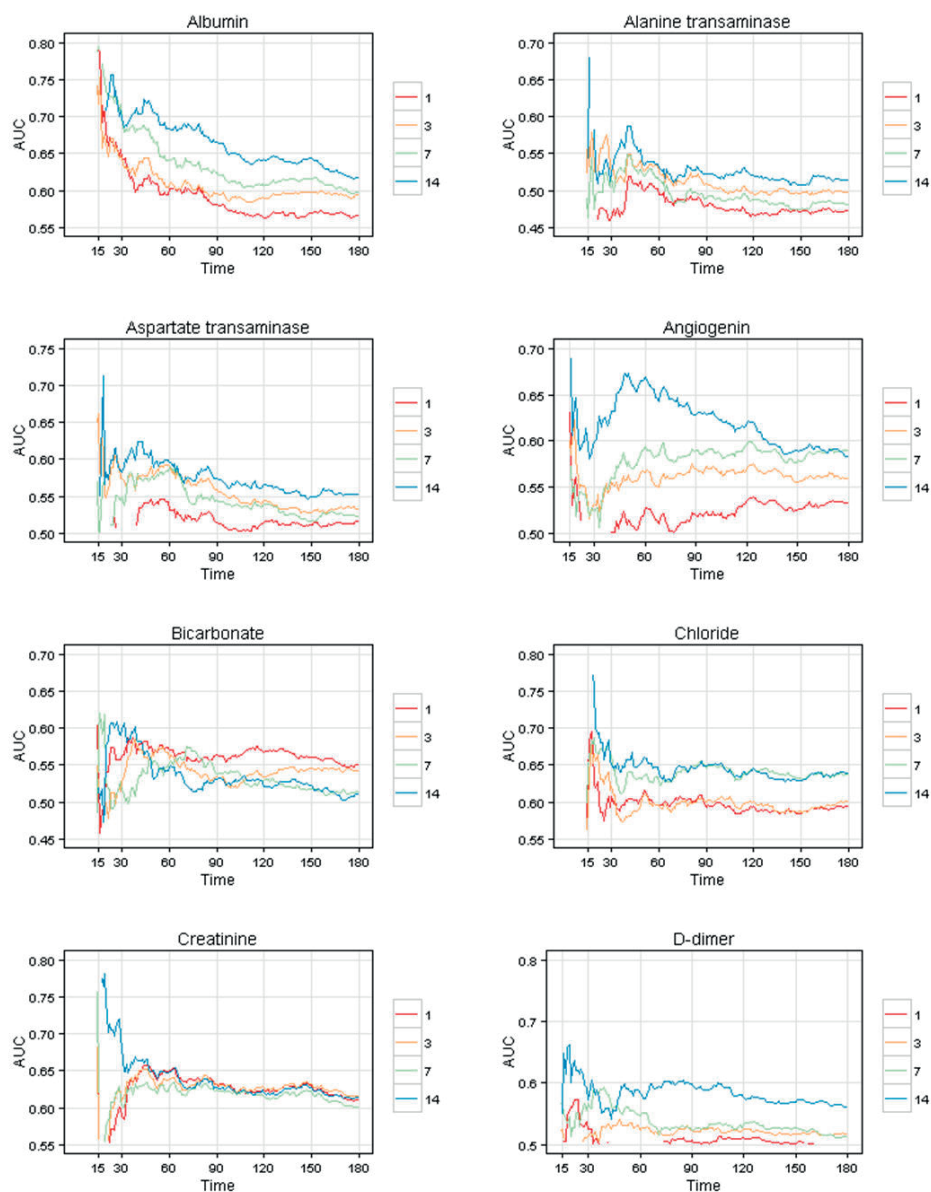 Albumin
0.80
0.75
0.70
0.65
0.60
0.55
AUC
15 30 60 90 120 150 180
Time
1
3
7
14
Alanine transaminase
0.70
0.65
0.60
0.55
0.50
0.45
AUC
15 30 60 90 120 150 180
Time
1
3
7
14
Aspartate transaminase
0.75
0.70
0.65
0.60
0.55
0.50
AUC
15 30 60 90 120 150 180
Time
1
3
7
14
Angiogenin
0.70
0.65
0.60
0.55
0.50
AUC
15 30 60 90 120 150 180
Time
1
3
7
14
Bicarbonate
0.70
0.65
0.60
0.55
0.50
0.45
AUC
15 30 60 90 120 150 180
Time
1
3
7
14
Chloride
0.80
0.75
0.70
0.65
0.60
0.55
AUC
15 30 60 90 120 150 180
Time
1
3
7
14
Creatinine
0.80
0.75
0.70
0.65
0.60
0.55
AUC
15 30 60 90 120 150 180
Time
1
3
7
14
D-dimer
0.8
0.7
0.6
0.5
AUC
15 30 60 90 120 150 180
Time
1
3
7
14